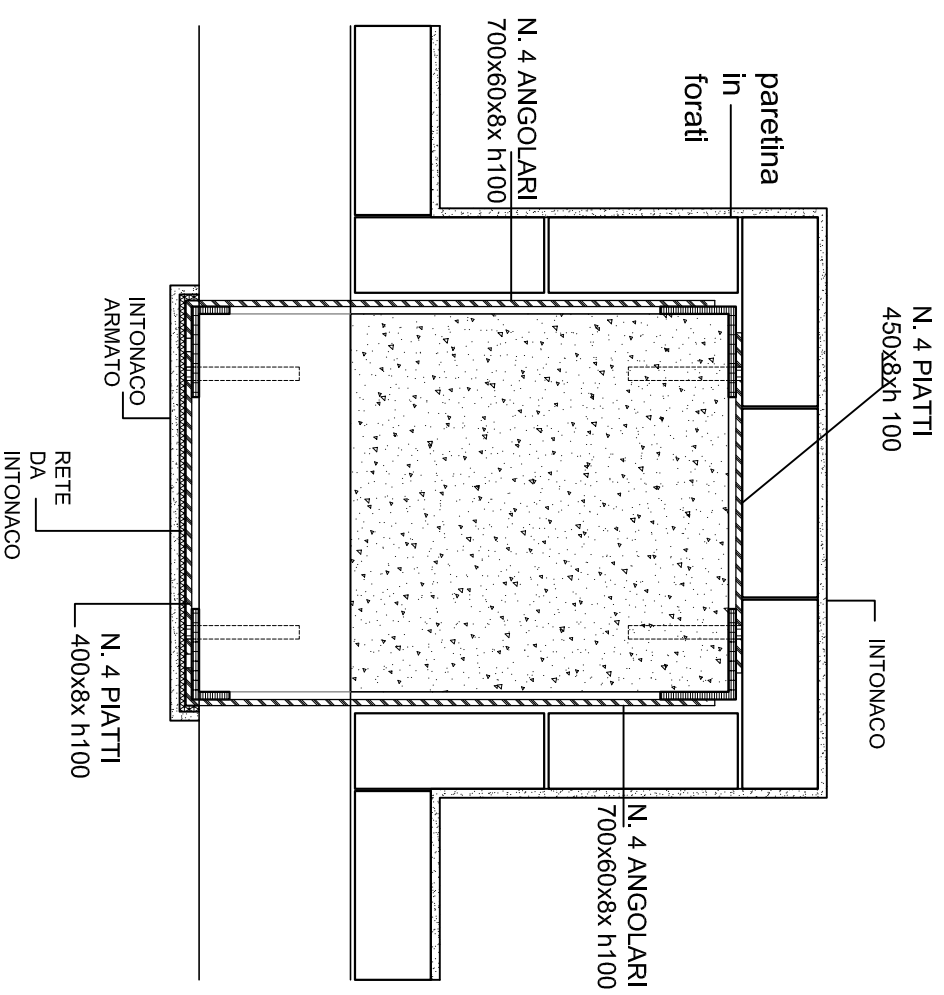 N. 4 PIATTI
450x8xh 100
INTONACO
paretina
in
forati
N. 4 ANGOLARI
700x60x8x h100
N. 4 ANGOLARI
700x60x8x h100
INTONACO
ARMATO
RETE
DA
INTONACO
N. 4 PIATTI
400x8x h100